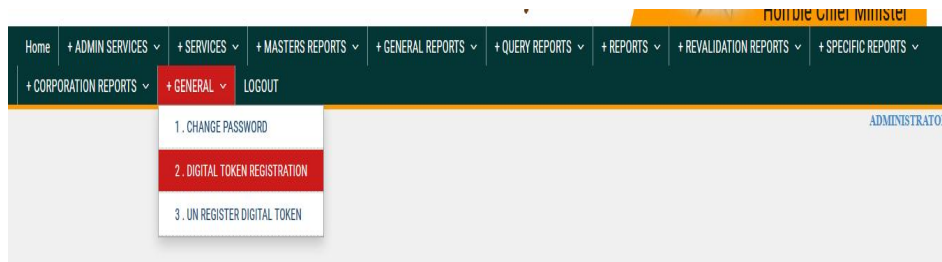 Hon'ble Chief Minister
Home + ADMIN SERVICES + SERVICES + MASTERS REPORTS + GENERAL REPORTS + QUERY REPORTS + REPORTS + REVALIDATION REPORTS + SPECIFIC REPORTS
+ CORPORATION REPORTS + GENERAL LOGOUT
ADMINISTRATO
1 . CHANGE PASSWORD
2 . DIGITAL TOKEN REGISTRATION
3 . UN REGISTER DIGITAL TOKEN